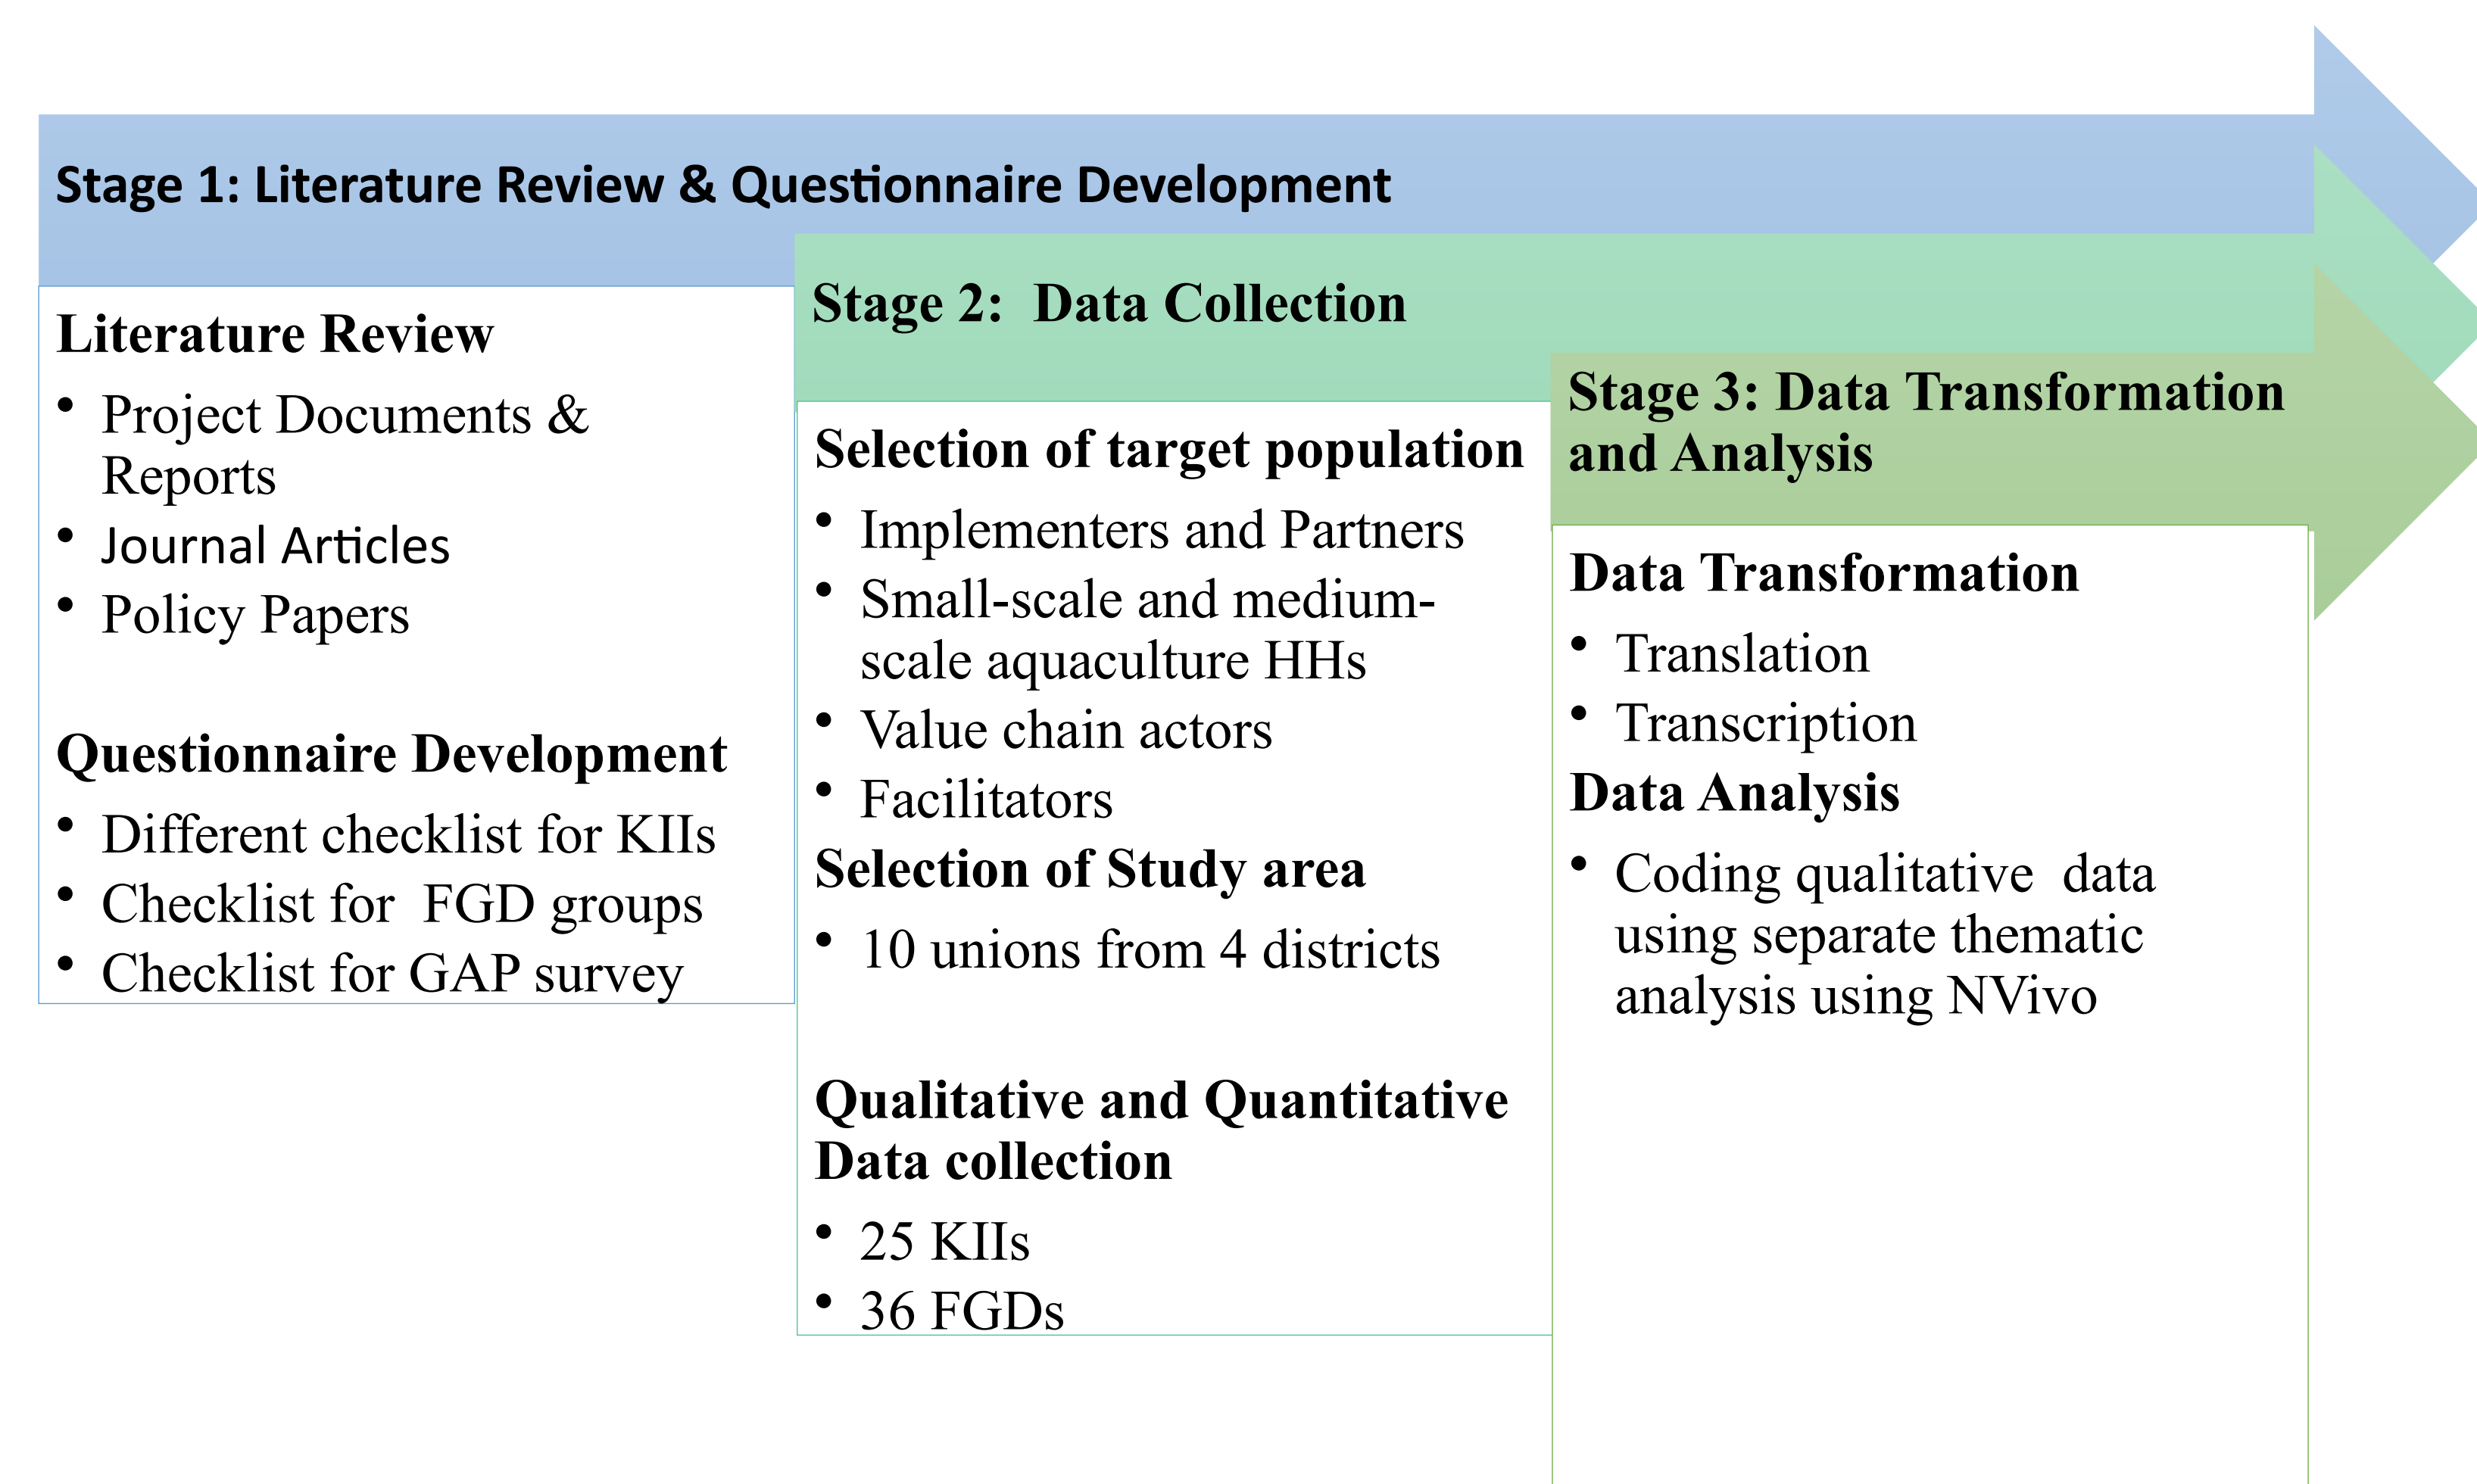 Stage 1: Literature Review & Questionnaire Development
Literature Review
• Project Documents &
Reports
• Journal Articles
• Policy Papers
Questionnaire Development
• Different checklist for KIIs
• Checklist for  FGD groups
• Checklist for GAP survey
Stage 2:  Data Collection
Selection of target population
• Implementers and Partners
• Small-scale and medium-
scale aquaculture HHs
• Value chain actors
• Facilitators
Selection of Study area
• 10 unions from 4 districts
Qualitative and Quantitative
Data collection
• 25 KIIs
• 36 FGDs
Stage 3: Data Transformation
and Analysis
Data Transformation
• Translation
• Transcription
Data Analysis
• Coding qualitative  data
using separate thematic
analysis using NVivo